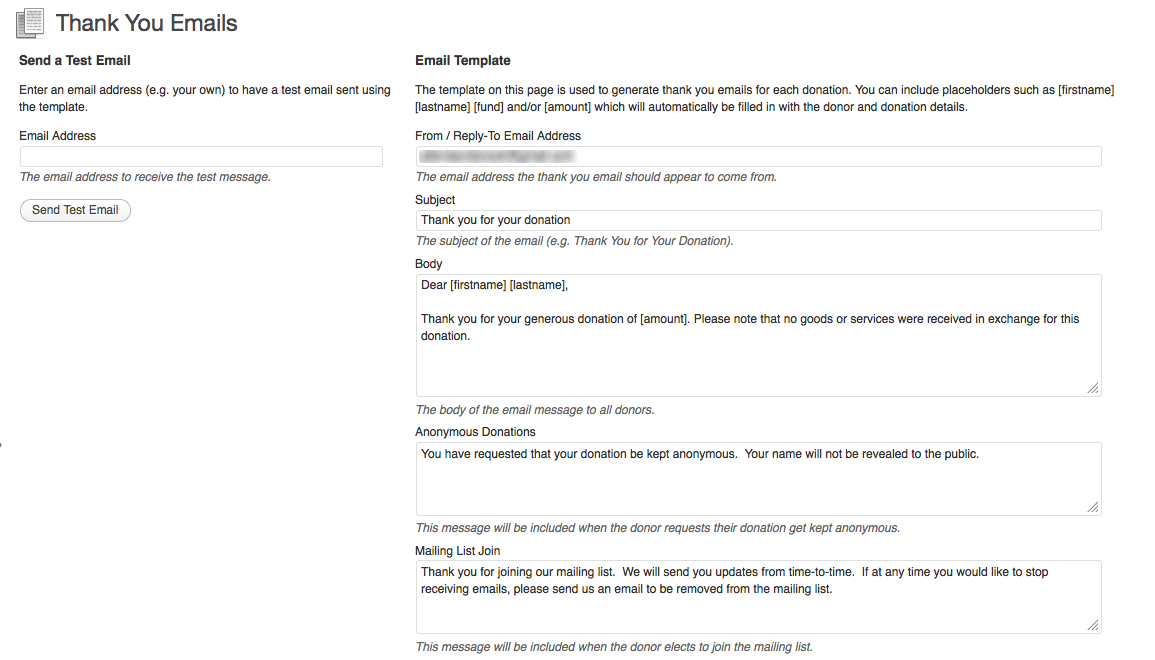 Thank You Emails
Send a Test Email
Enter an email address (e.g. your own) to have a test email sent using
the template.
Email Address
The email address to receive the test message.
Send Test Email
Email Template
The template on this page is used to generate thank you emails for each donation. You can include placeholders such as [firstname]
[lastname] [fund] and/or [amount] which will automatically be filled in with the donor and donation details.
From / Reply-To Email Address
The email address the thank you email should appear to come from.
Subject
Thank you for your donation
The subject of the email (e.g. Thank You for Your Donation).
Body
Dear [firstname] [lastname],
Thank you for your generous donation of [amount]. Please note that no goods or services were received in exchange for this
donation.
The body of the email message to all donors.
Anonymous Donations
You have requested that your donation be kept anonymous.  Your name will not be revealed to the public.
This message will be included when the donor requests their donation get kept anonymous.
Mailing List Join
Thank you for joining our mailing list.  We will send you updates from time-to-time.  If at any time you would like to stop
receiving emails, please send us an email to be removed from the mailing list.
This message will be included when the donor elects to join the mailing list.